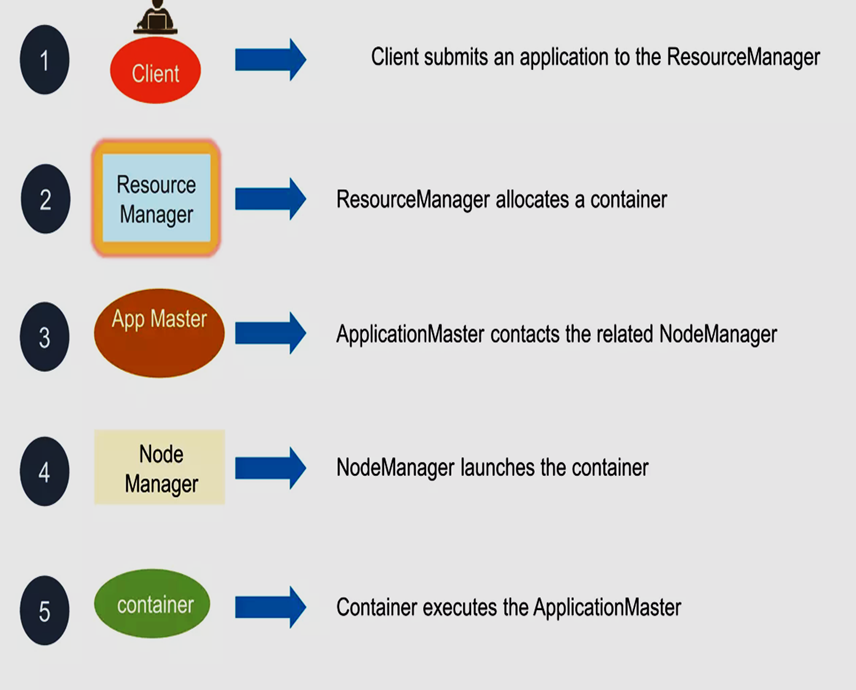 1
Client
Client submits an application to the ResourceManager
2
Resource
Manager
ResourceManager allocates a container
3
App Master
ApplicationMaster contacts the related NodeManager
4
Node
Manager
NodeManager launches the container
5
container
Container executes the ApplicationMaster